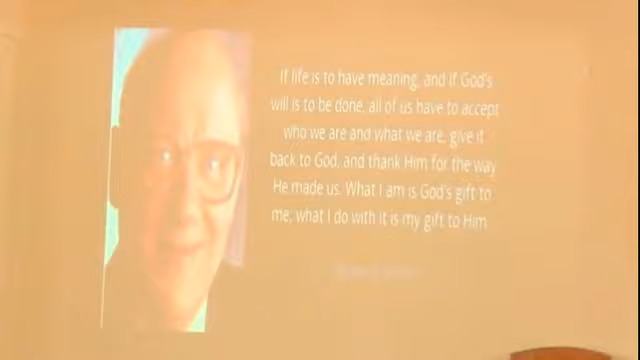 If life is to have meaning, and if God's
will is to be done, all of us have to accept
who we are and what we are, give it
back to God, and thank Him for the way
He made us. What I am is God's gift to
me; what I do with it is my gift to Him.